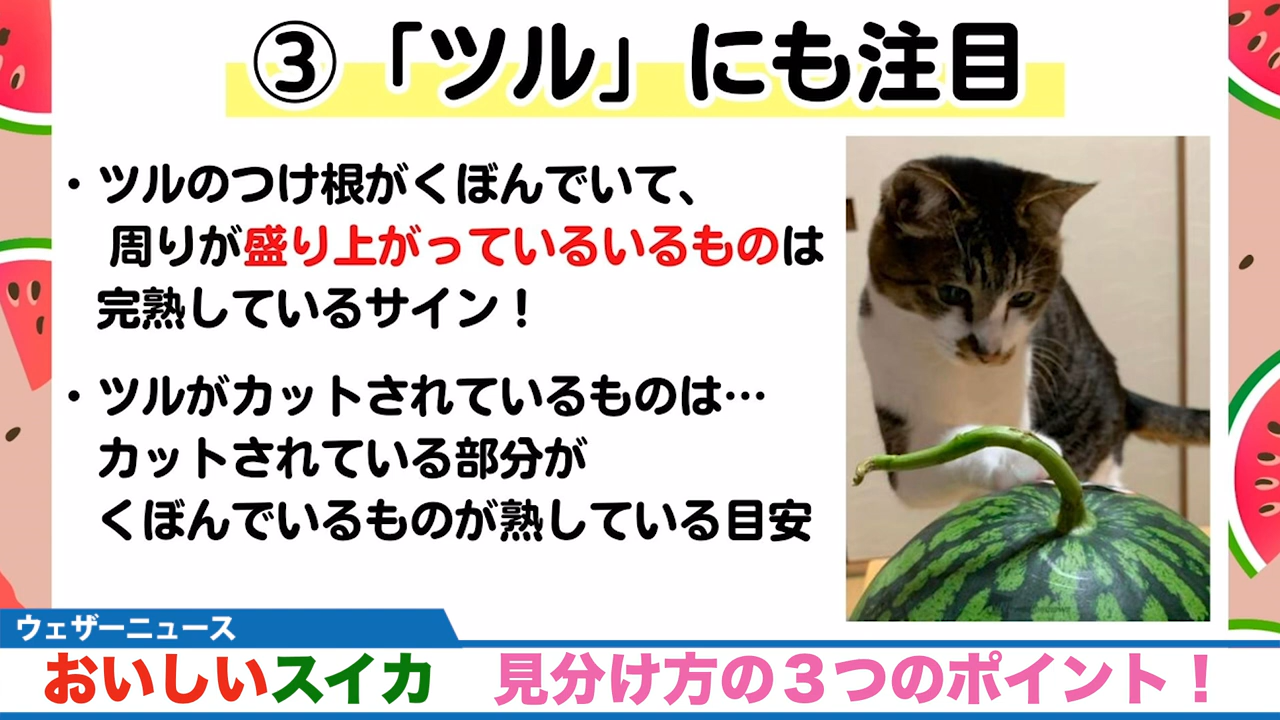 ③「ツル」にも注目
・ツルのつけ根がくぼんでいて、
周りが盛り上がっているいるものは
完熟しているサイン！
・ツルがカットされているものは…
カットされている部分が
くぼんでいるものが熟している目安
ウェザーニュース
おいしいスイカ　見分け方の３つのポイント！